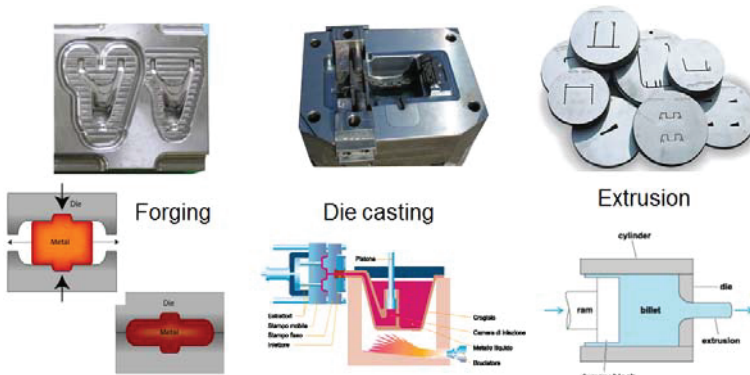 Forging
Die
Metal
Die
Metal
Die casting
Pistone
Estrattori
Stampo mobile
Stampo fisso
Iniettore
Crogiolo
Camera di iniezione
Metallo liquido
Bruciatore
Extrusion
cylinder
die
ram
billet
extrusion